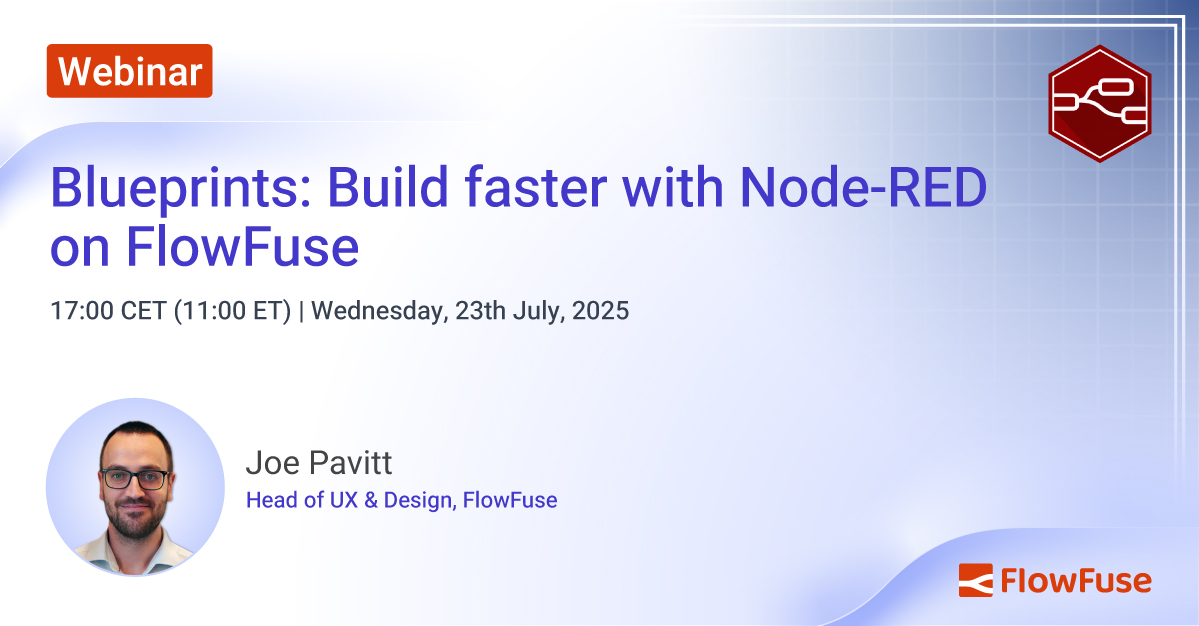 Webinar
Blueprints: Build faster with Node-RED
on FlowFuse
17:00 CET (11:00 ET) | Wednesday, 23th July, 2025
Joe Pavitt
Head of UX & Design, FlowFuse
FlowFuse